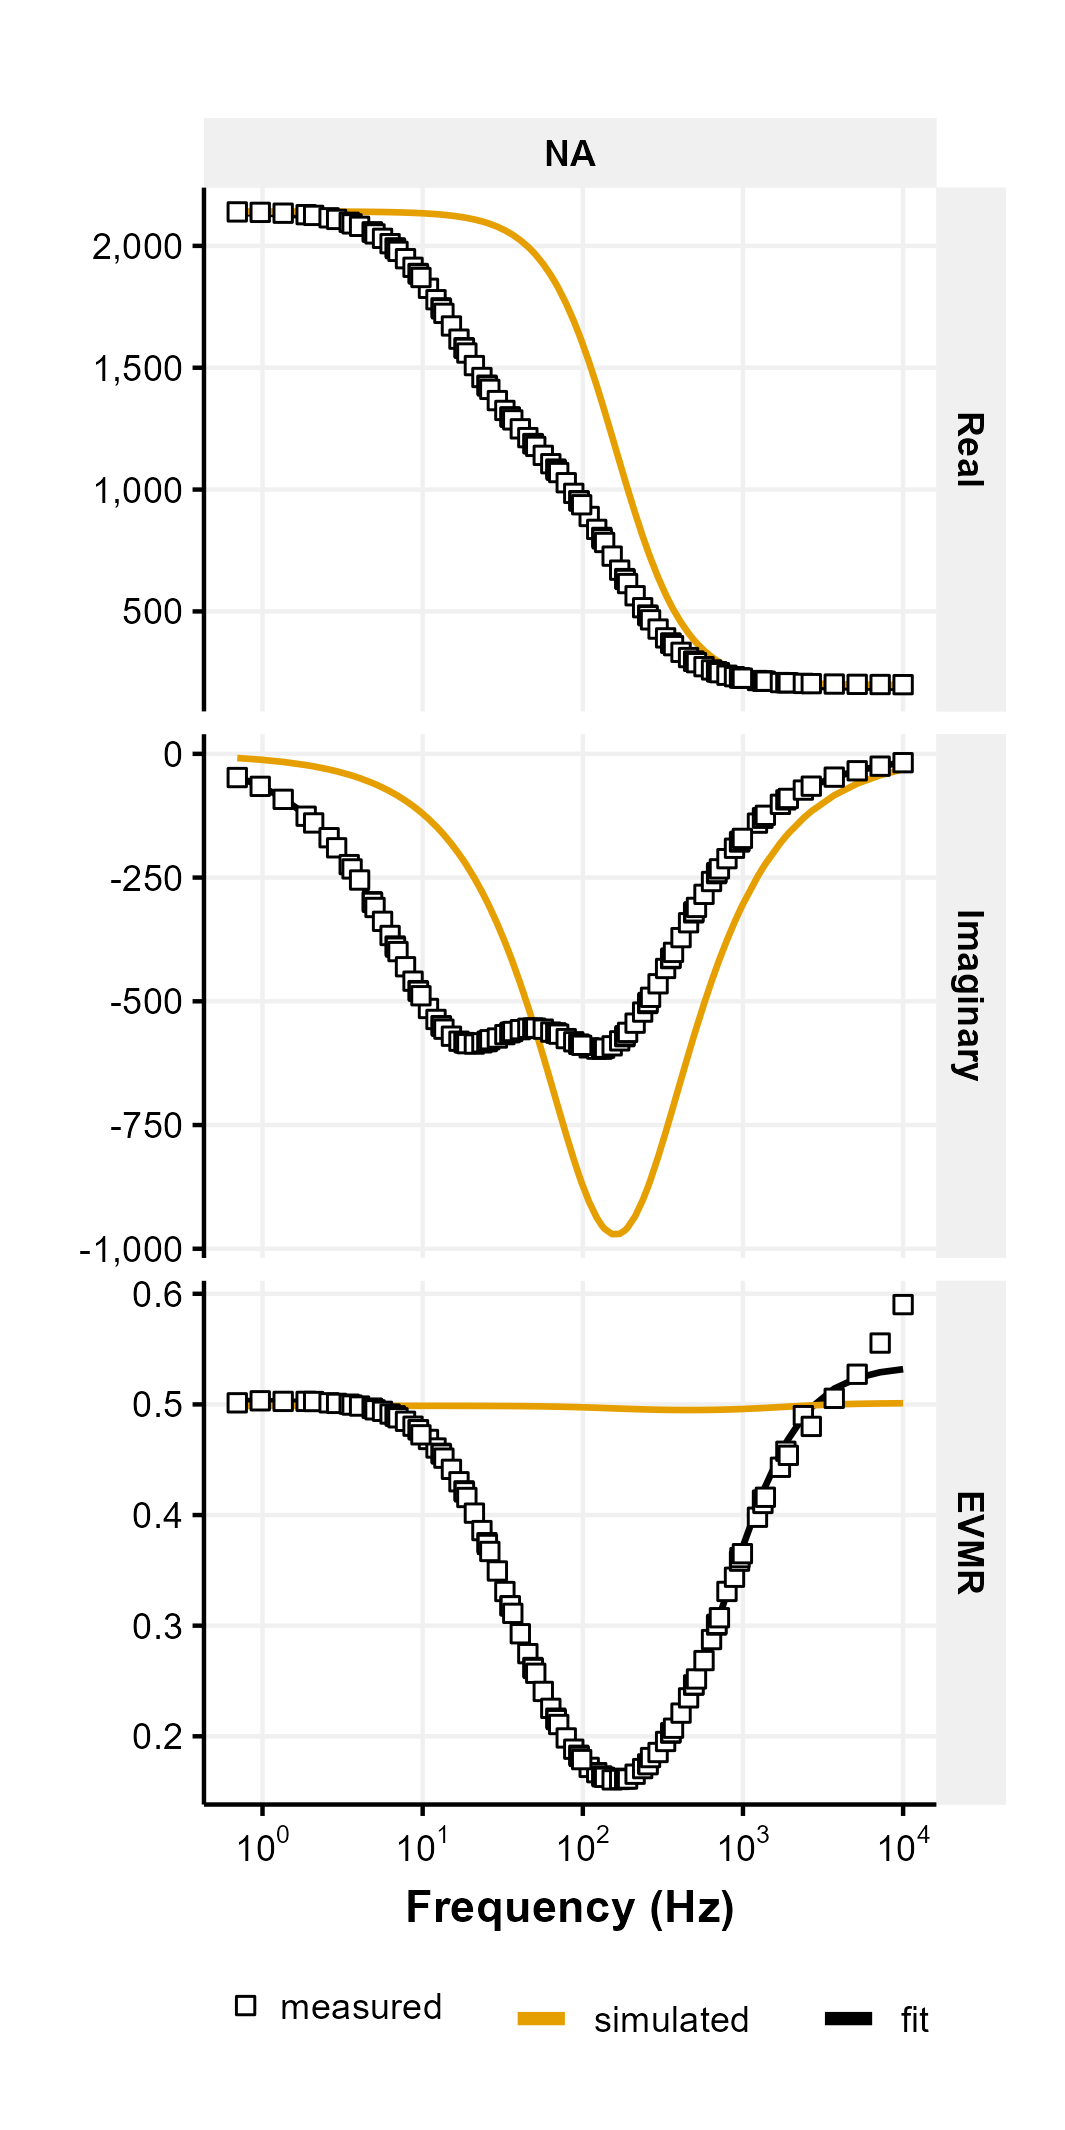 NA
2,000
1,500
1,000
500
Real
0
-250
-500
-750
-1,000
Imaginary
0.6
0.5
0.4
0.3
0.2
EVMR
10⁰ 10¹ 10² 10³ 10⁴
Frequency (Hz)
measured simulated fit